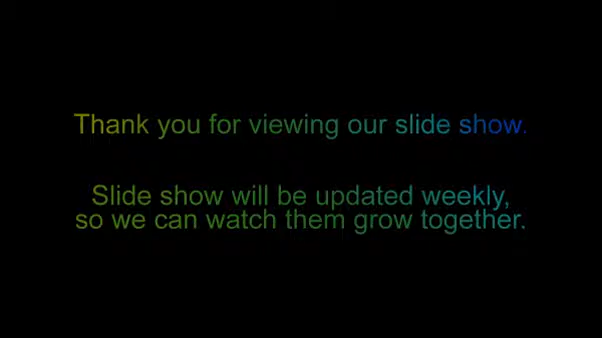 Thank you for viewing our slide show.
Slide show will be updated weekly,
so we can watch them grow together.